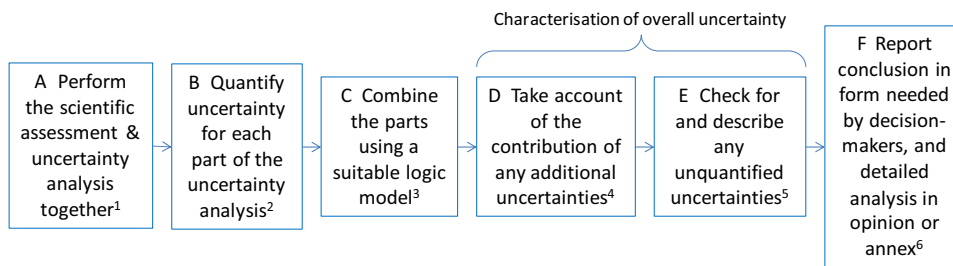 Characterisation of overall uncertainty
A Perform
the scientific
assessment &
uncertainty
analysis
together¹
B Quantify
uncertainty
for each
part of the
uncertainty
analysis²
C Combine
the parts
using a
suitable logic
model³
D Take account
of the
contribution of
any additional
uncertainties⁴
E Check for
and describe
any
unquantified
uncertainties⁵
F Report
conclusion in
form needed
by decision-
makers, and
detailed
analysis in
opinion or
annex⁶